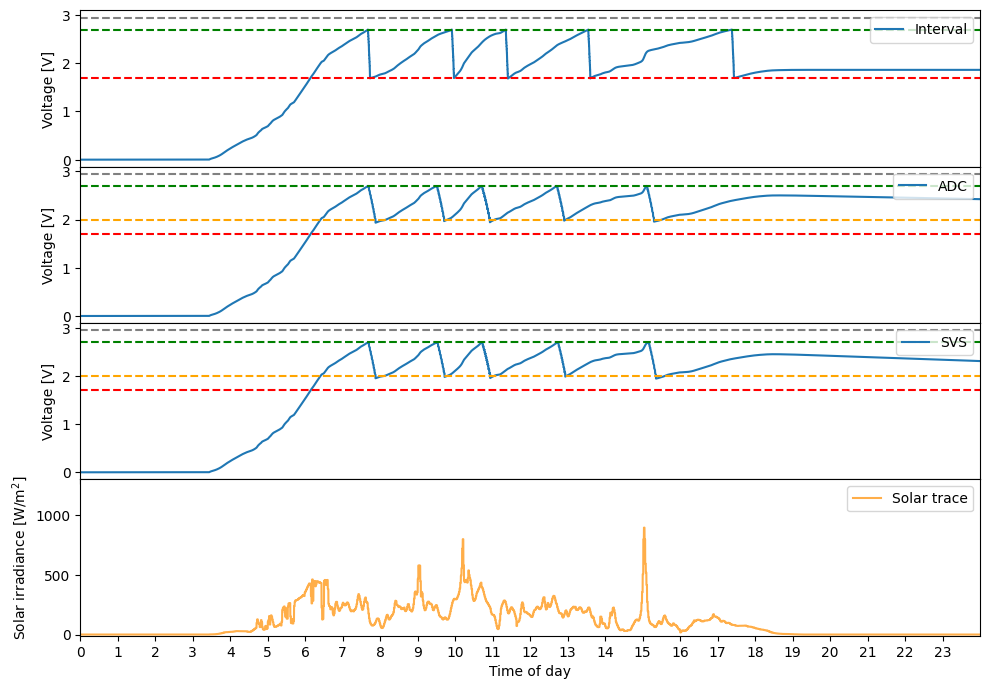 Voltage [V]
3
2
1
0
Interval
Voltage [V]
3
2
1
0
ADC
Voltage [V]
3
2
1
0
SVS
Solar irradiance [W/m²]
1000
500
0
Solar trace
0 1 2 3 4 5 6 7 8 9 10 11 12 13 14 15 16 17 18 19 20 21 22 23
Time of day